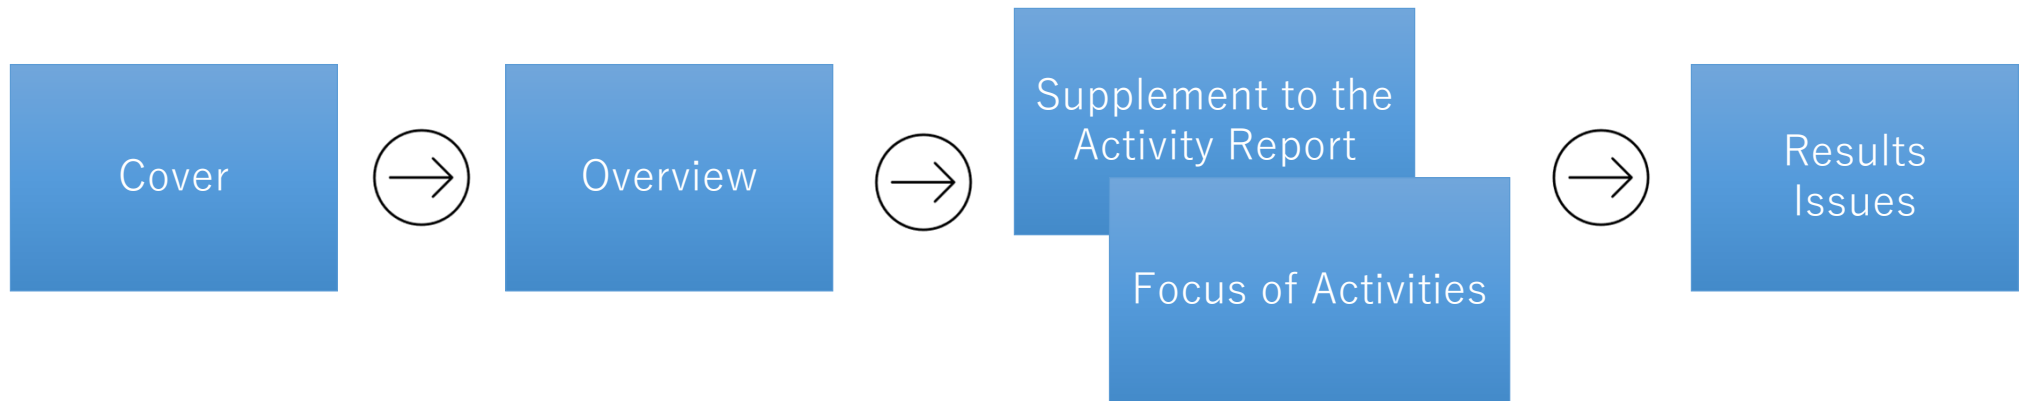 Cover
Overview
Supplement to the
Activity Report
Focus of Activities
Results
Issues